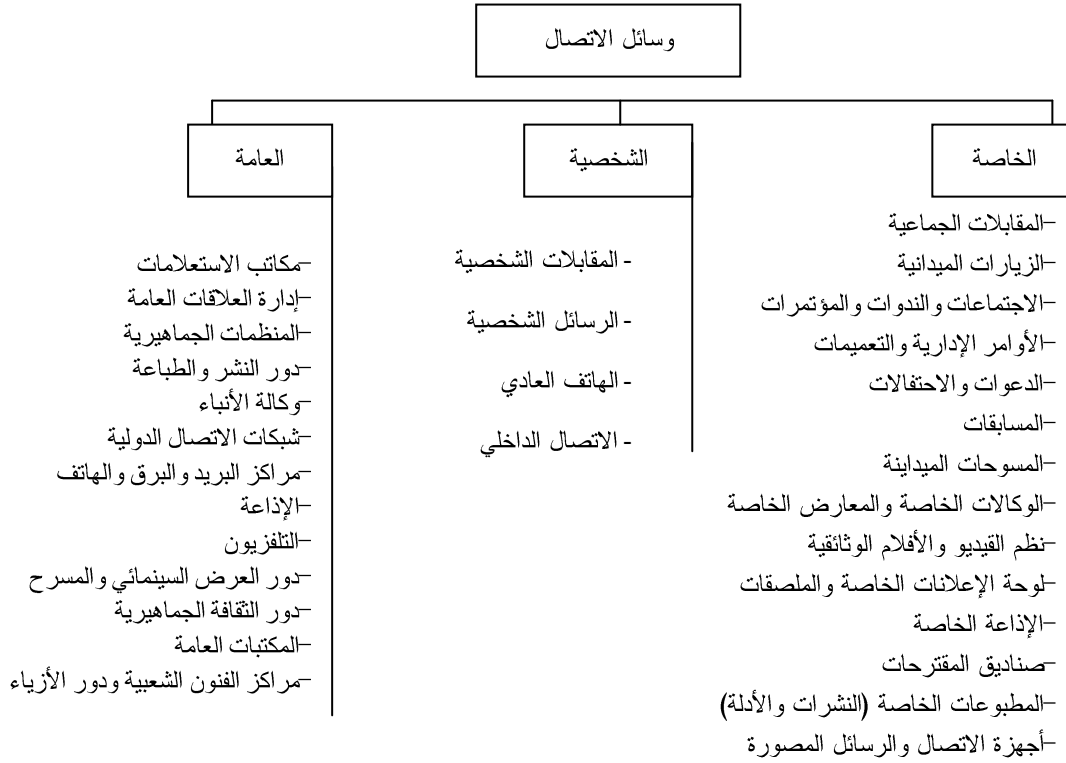 وسائل الاتصال
الخاصة
-المقابلات الجماعية
-الزيارات الميدانية
-الاجتماعات والندوات والمؤتمرات
-الأوامر الإدارية والتعميمات
-الدعوات والاحتفالات
-المسابقات
-المسوحات الميداينة
-الوكالات الخاصة والمعارض الخاصة
-نظم الڤيديو والأفلام الوثائقية
-لوحة الإعلانات الخاصة والملصقات
-الإذاعة الخاصة
-صناديق المقترحات
-المطبوعات الخاصة (النشرات والأدلة)
-أجهزة الاتصال والرسائل المصورة
الشخصية
- المقابلات الشخصية
- الرسائل الشخصية
- الهاتف العادي
- الاتصال الداخلي
العامة
-مكاتب الاستعلامات
-إدارة العلاقات العامة
-المنظمات الجماهيرية
-دور النشر والطباعة
-وكالة الأنباء
-شبكات الاتصال الدولية
-مراكز البريد والبرق والهاتف
-الإذاعة
-التلفزيون
-دور العرض السينمائي والمسرح
-دور الثقافة الجماهيرية
-المكتبات العامة
-مراكز الفنون الشعبية ودور الأزياء